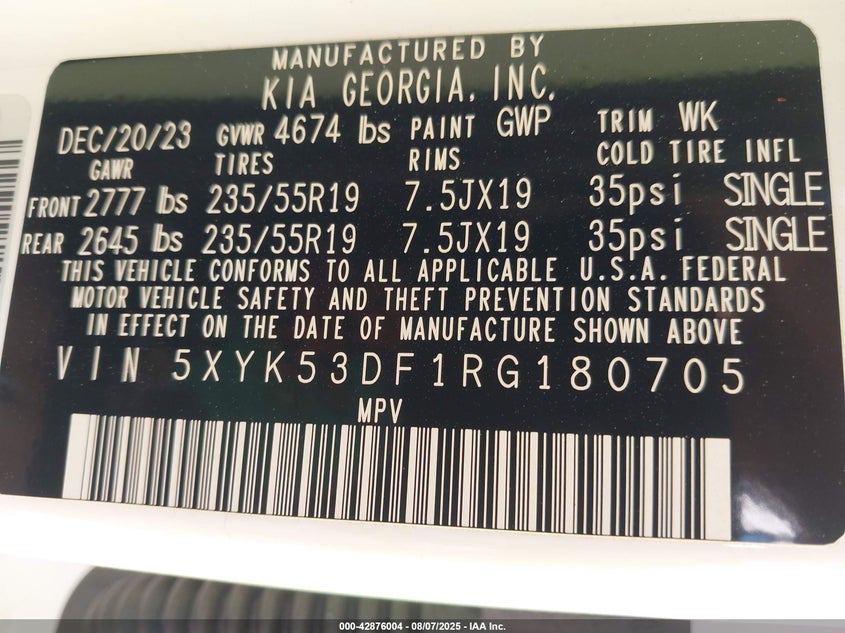 MANUFACTURED BY
KIA GEORGIA, INC.
DEC/20/23 GVWR 4674 lbs PAINT GWP TRIM WK
GAWR TIRES RIMS COLD TIRE INFL
FRONT 2777 lbs 235/55R19 7.5JX19 35psi SINGLE
REAR 2645 lbs 235/55R19 7.5JX19 35psi SINGLE
THIS VEHICLE CONFORMS TO ALL APPLICABLE U.S.A. FEDERAL
MOTOR VEHICLE SAFETY AND THEFT PREVENTION STANDARDS
IN EFFECT ON THE DATE OF MANUFACTURE SHOWN ABOVE
VIN 5XYK53DF1RG180705
MPV
000-42876004 - 08/07/2025 - IAA Inc.